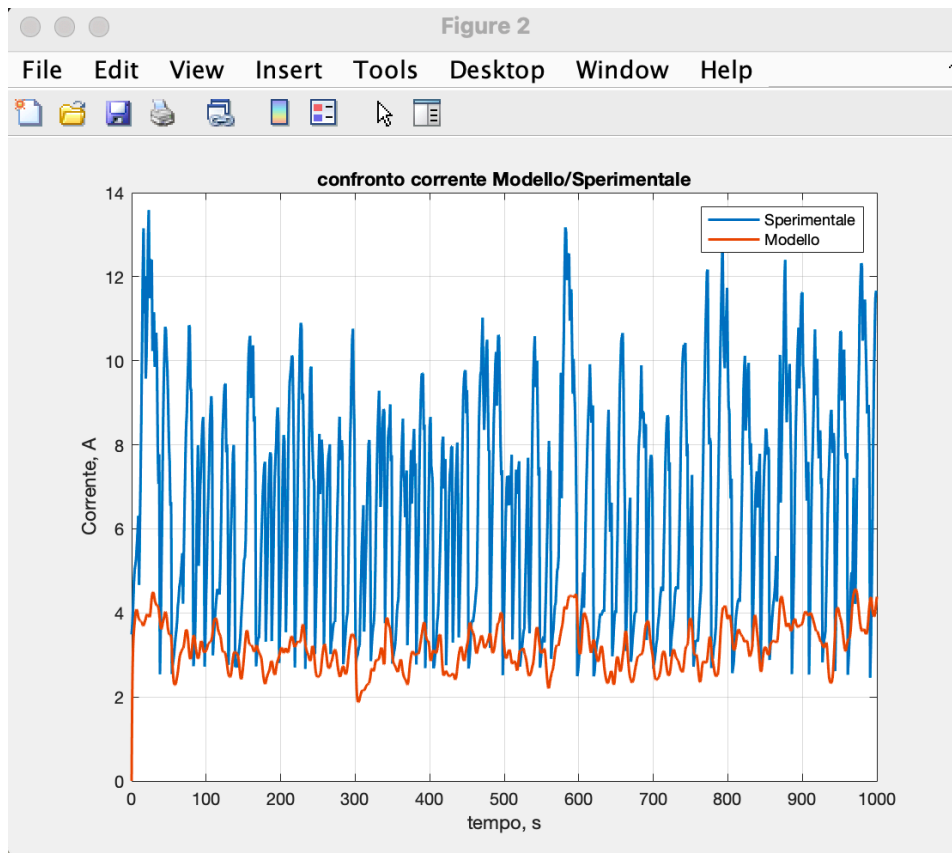 Figure 2
File Edit View Insert Tools Desktop Window Help
confronto corrente Modello/Sperimentale
Sperimentale
Modello
14
12
10
8
6
4
2
0
Corrente, A
0 100 200 300 400 500 600 700 800 900 1000
tempo, s